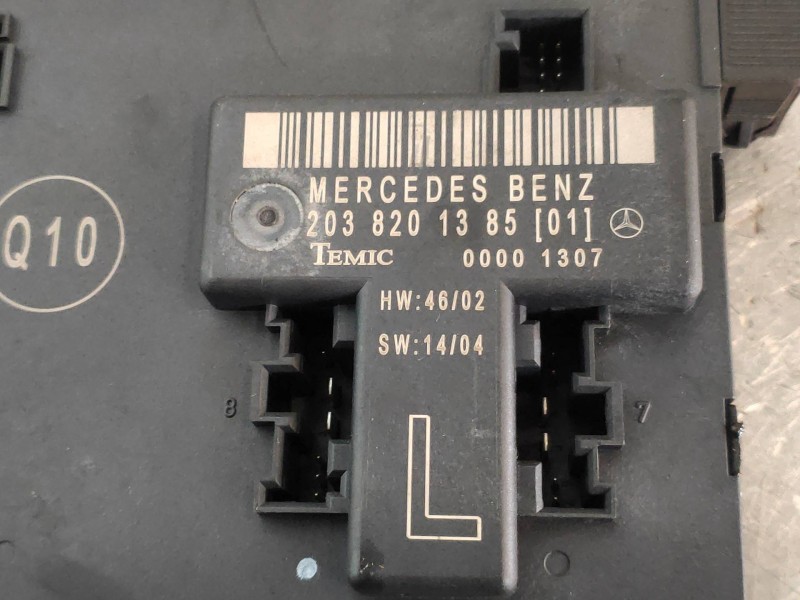 MERCEDES BENZ
203 820 13 85 [01]
TEMIC 0000 1307
HW:46/02
SW:14/04
Q10
8
7
L